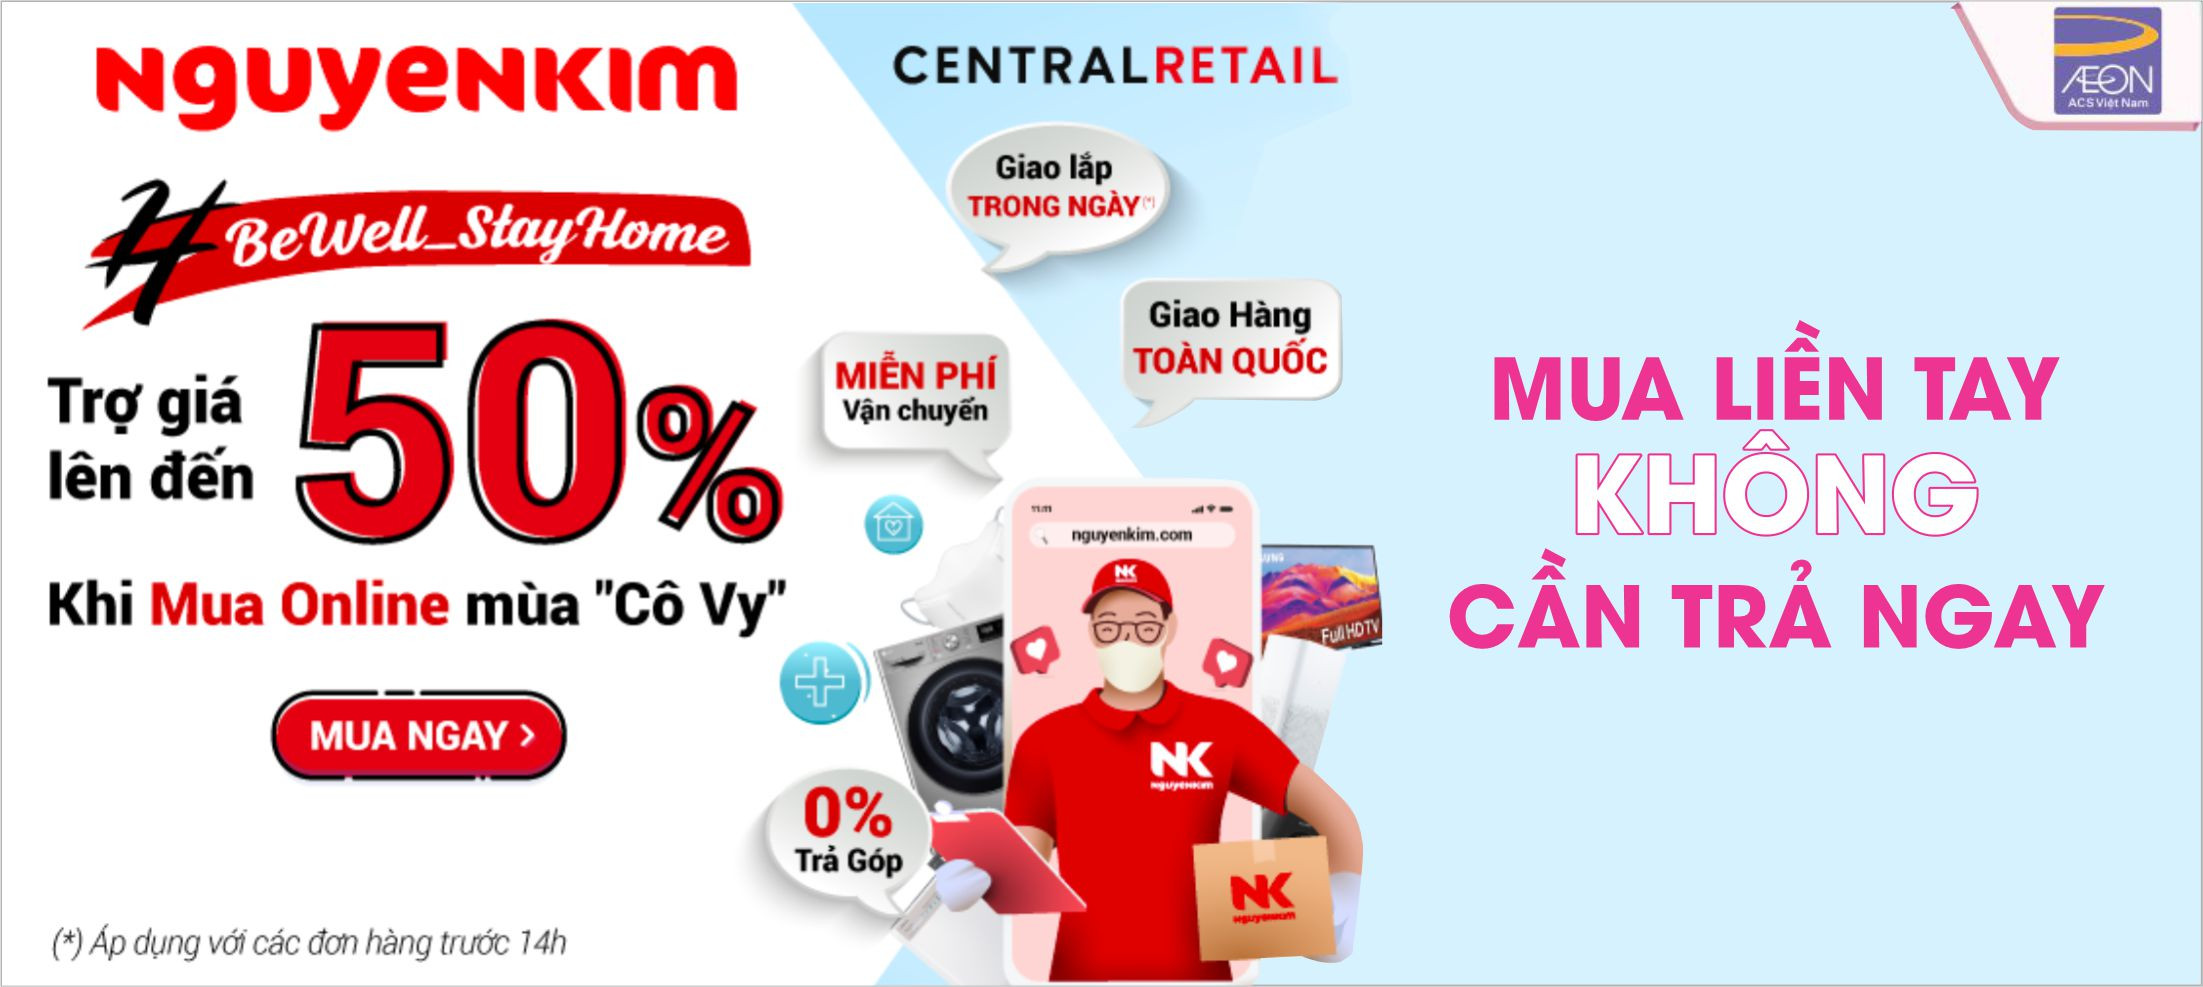 NGUYENKIM
CENTRALRETAIL
ÆON
ACS Việt Nam
#BeWell_StayHome
Trợ giá
lên đến
50%
Khi Mua Online mùa "Cô Vy"
MUA NGAY >
(*) Áp dụng với các đơn hàng trước 14h
Giao lắp
TRONG NGÀY(*)
Giao Hàng
TOÀN QUỐC
MIỄN PHÍ
Vận chuyển
11:11
nguyenkim.com
NK
Full HDTV
NK
NGUYENKIM
0%
Trả Góp
NK
NGUYENKIM
MUA LIỀN TAY
KHÔNG
CẦN TRẢ NGAY